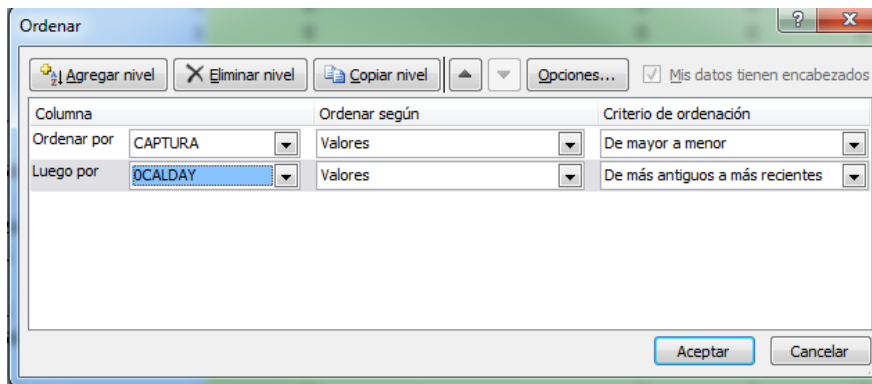 Ordenar
Agregar nivel Eliminar nivel Copiar nivel Opciones... Mis datos tienen encabezados
Columna Ordenar según Criterio de ordenación
Ordenar por CAPTURA Valores De mayor a menor
Luego por 0CALDAY Valores De más antiguos a más recientes
Aceptar Cancelar